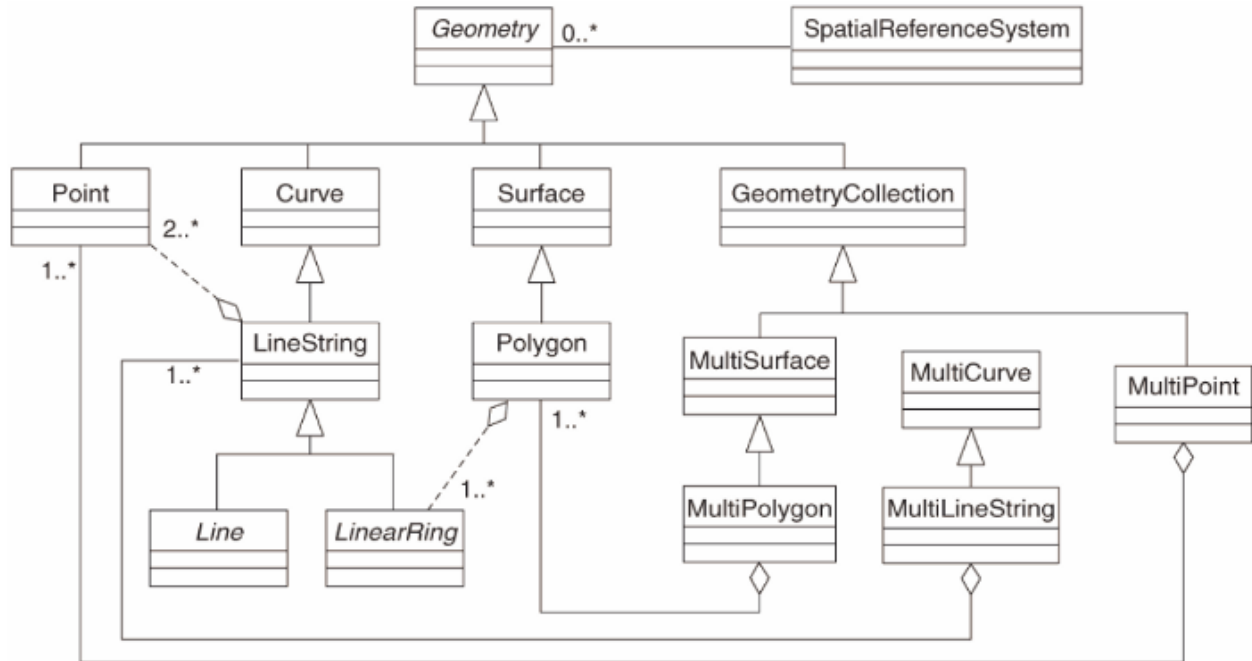 Geometry
0..*
SpatialReferenceSystem
Point
Curve
Surface
GeometryCollection
2..*
1..*
LineString
Polygon
MultiSurface
MultiCurve
MultiPoint
1..*
1..*
1..*
Line
LinearRing
MultiPolygon
MultiLineString